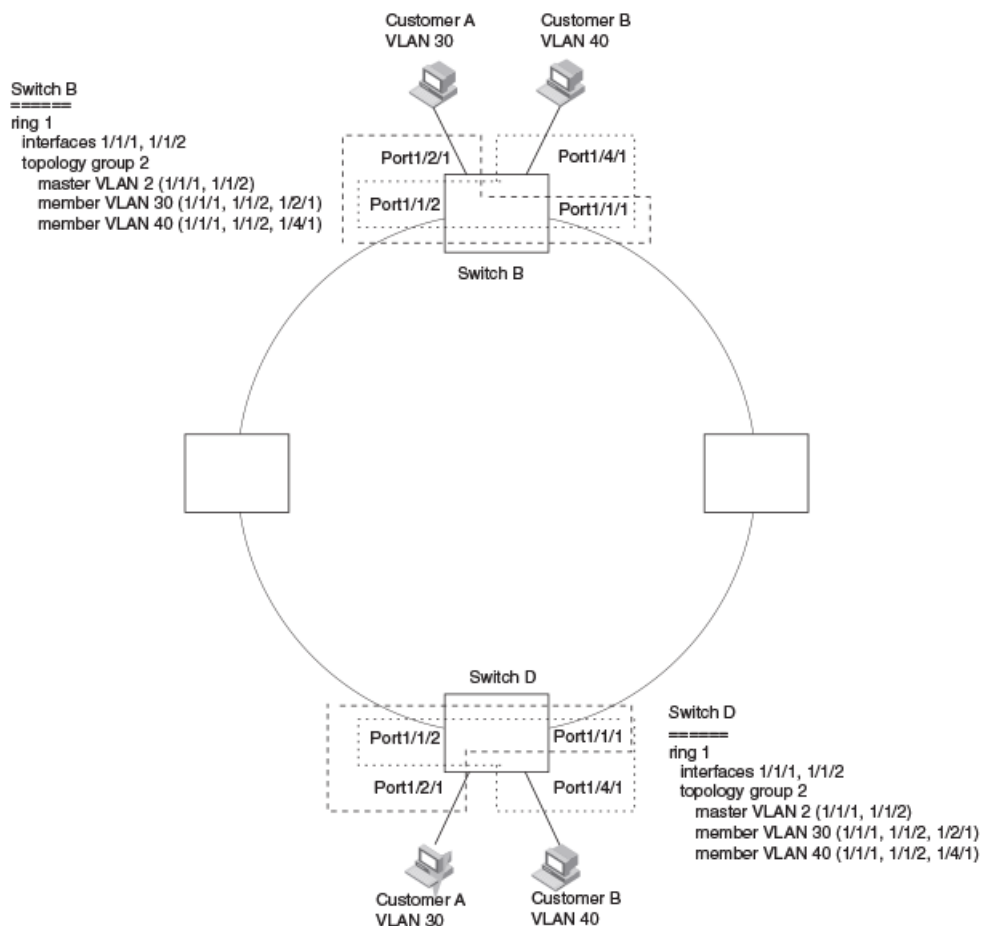 Customer A
VLAN 30
Customer B
VLAN 40
Switch B
======
ring 1
interfaces 1/1/1, 1/1/2
topology group 2
master VLAN 2 (1/1/1, 1/1/2)
member VLAN 30 (1/1/1, 1/1/2, 1/2/1)
member VLAN 40 (1/1/1, 1/1/2, 1/4/1)
Port1/2/1
Port1/4/1
Port1/1/2
Port1/1/1
Switch B
Switch D
Port1/1/2
Port1/1/1
Port1/2/1
Port1/4/1
Switch D
======
ring 1
interfaces 1/1/1, 1/1/2
topology group 2
master VLAN 2 (1/1/1, 1/1/2)
member VLAN 30 (1/1/1, 1/1/2, 1/2/1)
member VLAN 40 (1/1/1, 1/1/2, 1/4/1)
Customer A
VLAN 30
Customer B
VLAN 40